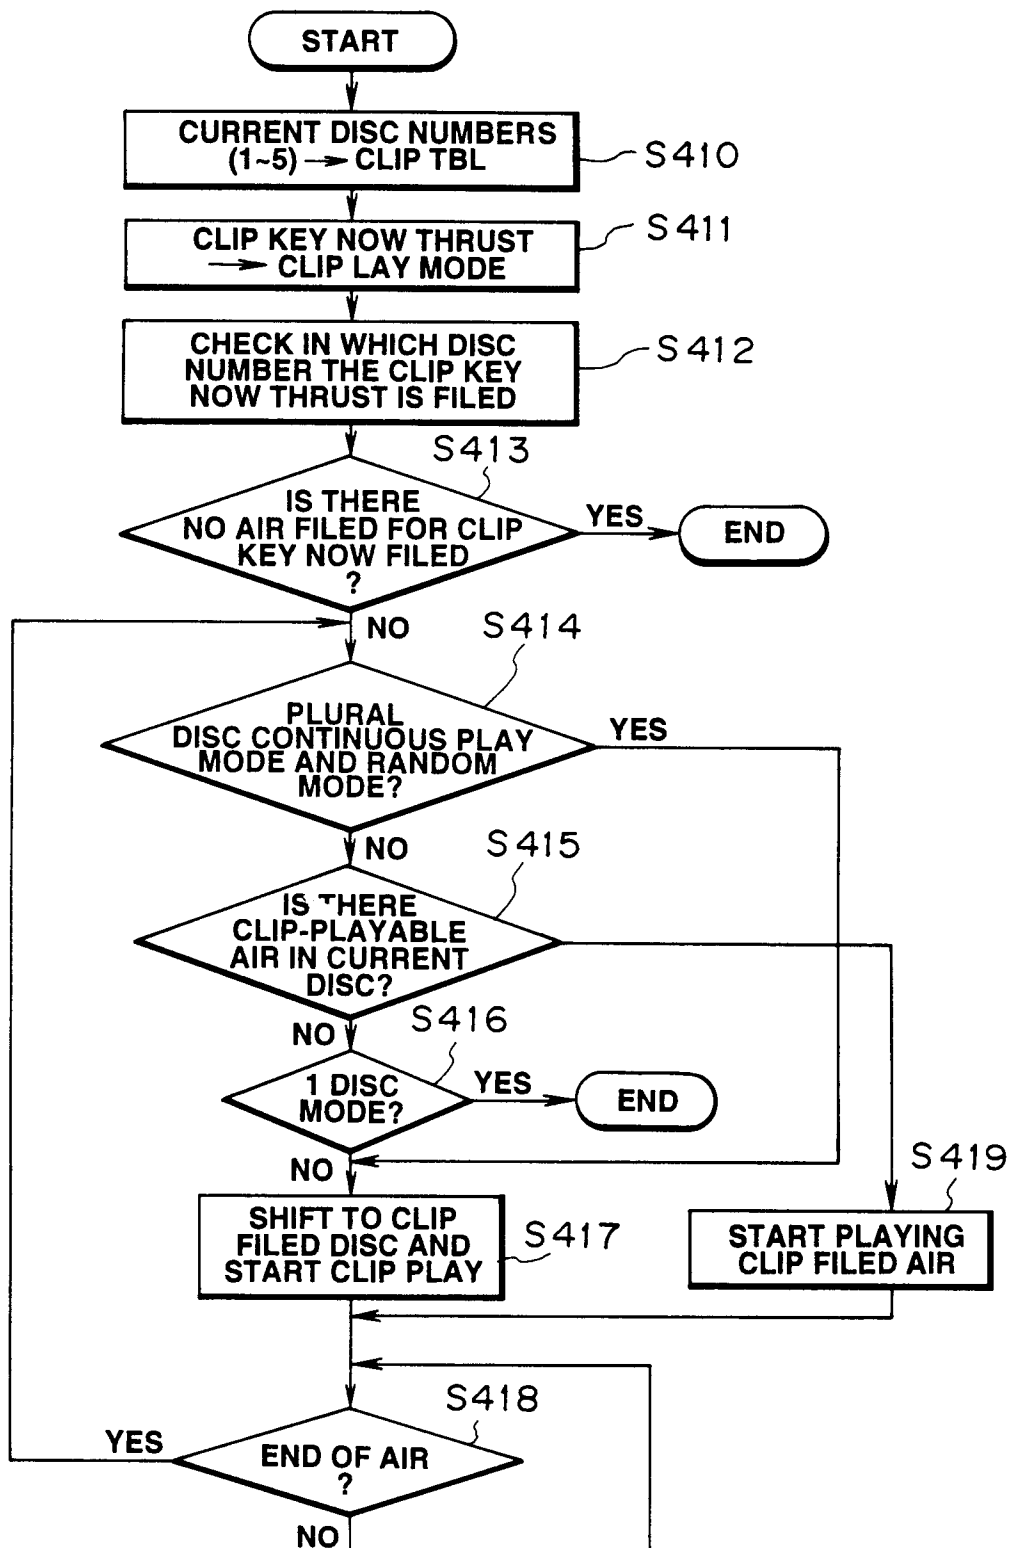 START
CURRENT DISC NUMBERS
(1~5) → CLIP TBL
S410
CLIP KEY NOW THRUST
→ CLIP LAY MODE
S411
CHECK IN WHICH DISC
NUMBER THE CLIP KEY
NOW THRUST IS FILED
S412
S413
IS THERE
NO AIR FILED FOR CLIP
KEY NOW FILED
?
YES
END
NO
S414
PLURAL
DISC CONTINUOUS PLAY
MODE AND RANDOM
MODE?
YES
NO
S415
IS THERE
CLIP-PLAYABLE
AIR IN CURRENT
DISC?
NO
S416
1 DISC
MODE?
YES
END
NO
S419
SHIFT TO CLIP
FILED DISC AND
START CLIP PLAY
S417
START PLAYING
CLIP FILED AIR
S418
YES
END OF AIR
?
NO